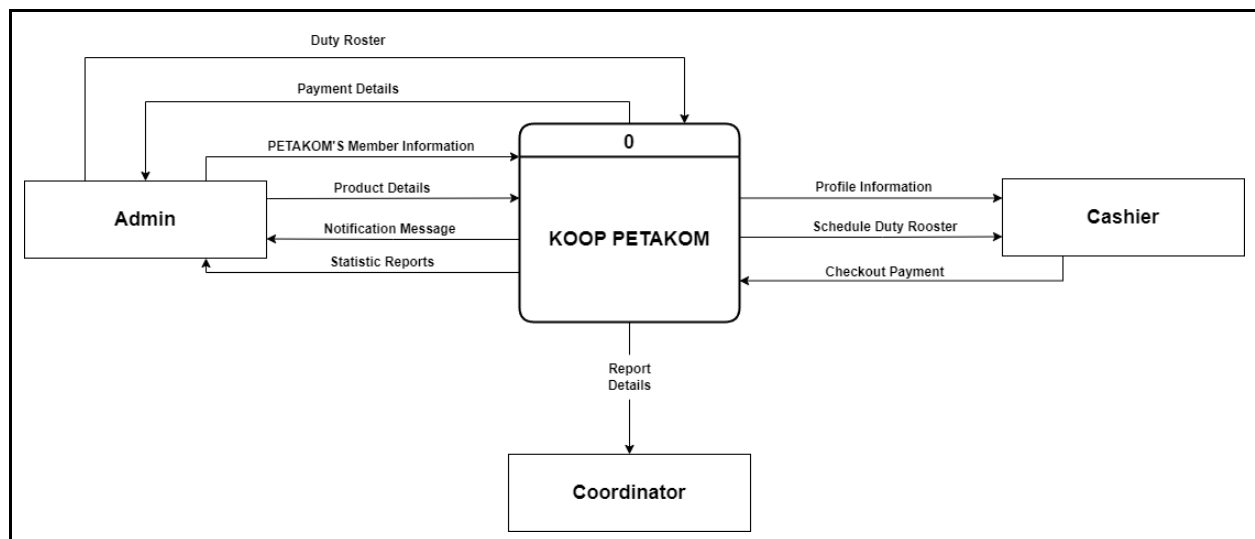 Duty Roster
Payment Details
0
PETAKOM'S Member Information
Product Details
Profile Information
Admin
Cashier
Notification Message
KOOP PETAKOM
Schedule Duty Rooster
Statistic Reports
Checkout Payment
Report
Details
Coordinator